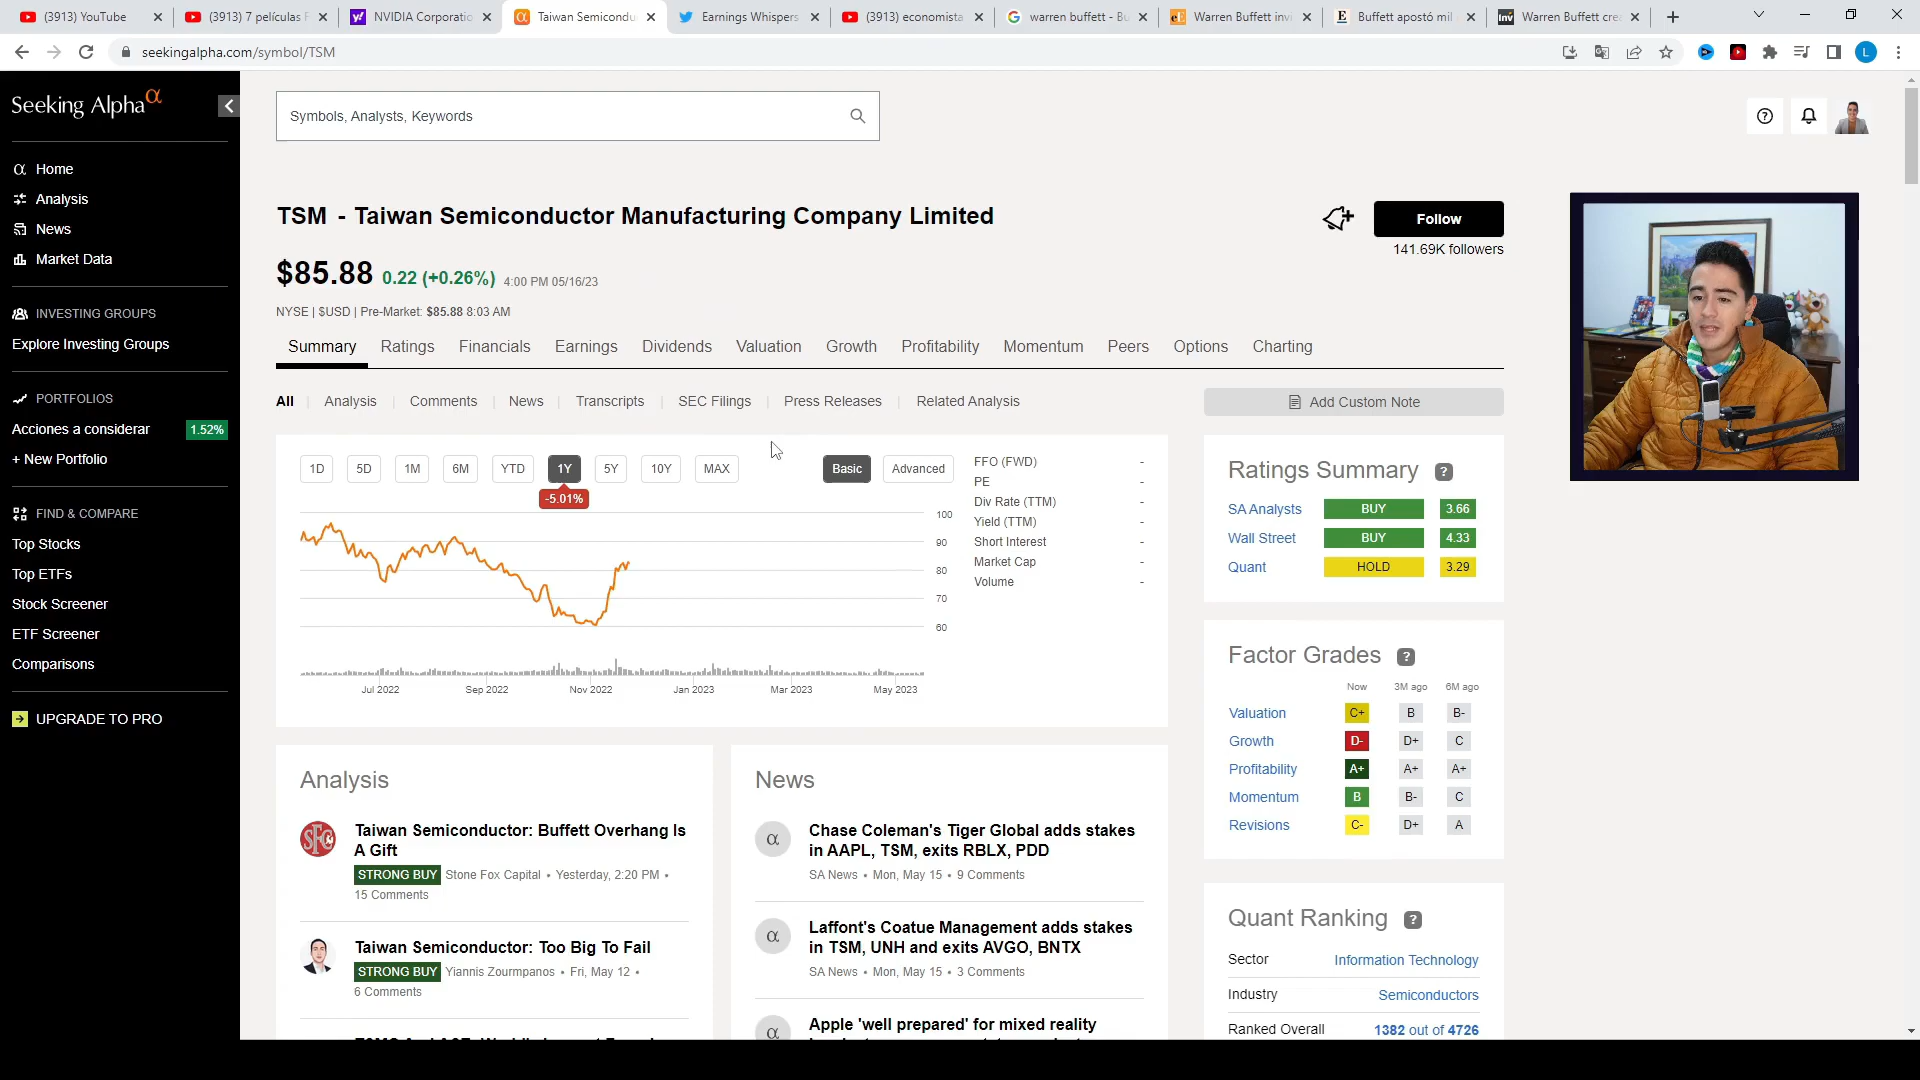 (3913) YouTube
(3913) 7 películas
NVIDIA Corporatio
Taiwan Semicondu
Earnings Whispers
(3913) economista
warren buffett - Bu
Warren Buffett inv
Buffett apostó mil
Warren Buffett cre
seekingalpha.com/symbol/TSM
L
Seeking Alpha α
Home
Analysis
News
Market Data
INVESTING GROUPS
Explore Investing Groups
PORTFOLIOS
Acciones a considerar 1.52%
+ New Portfolio
FIND & COMPARE
Top Stocks
Top ETFs
Stock Screener
ETF Screener
Comparisons
UPGRADE TO PRO
Symbols, Analysts, Keywords
TSM - Taiwan Semiconductor Manufacturing Company Limited
Follow
141.69K followers
$85.88 0.22 (+0.26%) 4:00 PM 05/16/23
NYSE | $USD | Pre-Market: $85.88 8:03 AM
Summary Ratings Financials Earnings Dividends Valuation Growth Profitability Momentum Peers Options Charting
All | Analysis | Comments | News | Transcripts | SEC Filings | Press Releases | Related Analysis
Add Custom Note
1D 5D 1M 6M YTD 1Y 5Y 10Y MAX Basic Advanced
-5.01%
100
90
80
70
60
Jul 2022 Sep 2022 Nov 2022 Jan 2023 Mar 2023 May 2023
FFO (FWD) -
PE -
Div Rate (TTM) -
Yield (TTM) -
Short Interest -
Market Cap -
Volume -
Ratings Summary ?
SA Analysts BUY 3.66
Wall Street BUY 4.33
Quant HOLD 3.29
Factor Grades ?
Now 3M ago 6M ago
Valuation C+ B B-
Growth D- D+ C
Profitability A+ A+ A+
Momentum B B- C
Revisions C- D+ A
Quant Ranking ?
Sector Information Technology
Industry Semiconductors
Ranked Overall 1382 out of 4726
Analysis
SFC
Taiwan Semiconductor: Buffett Overhang Is
A Gift
STRONG BUY Stone Fox Capital • Yesterday, 2:20 PM •
15 Comments
Taiwan Semiconductor: Too Big To Fail
STRONG BUY Yiannis Zourmpanos • Fri, May 12 •
6 Comments
News
Chase Coleman's Tiger Global adds stakes
in AAPL, TSM, exits RBLX, PDD
SA News • Mon, May 15 • 9 Comments
Laffont's Coatue Management adds stakes
in TSM, UNH and exits AVGO, BNTX
SA News • Mon, May 15 • 3 Comments
Apple 'well prepared' for mixed reality